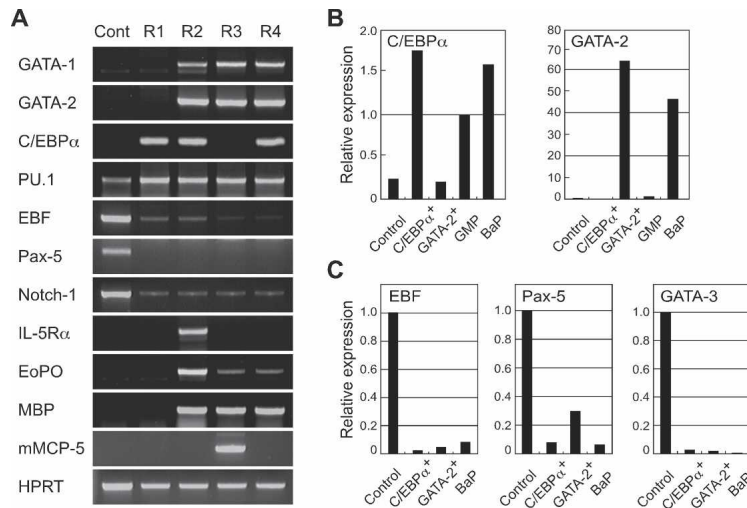 A
Cont R1 R2 R3 R4
GATA-1
GATA-2
C/EBPα
PU.1
EBF
Pax-5
Notch-1
IL-5Rα
EoPO
MBP
mMCP-5
HPRT
B
C/EBPα
Relative expression
2.0
1.5
1.0
0.5
0
Control
C/EBPα+
GATA-2+
GMP
BaP
GATA-2
80
70
60
50
40
30
20
10
0
Control
C/EBPα+
GATA-2+
GMP
BaP
C
EBF
Relative expression
1.0
0.8
0.6
0.4
0.2
0
Control
C/EBPα+
GATA-2+
BaP
Pax-5
1.0
0.8
0.6
0.4
0.2
0
Control
C/EBPα+
GATA-2+
BaP
GATA-3
1.0
0.8
0.6
0.4
0.2
0
Control
C/EBPα+
GATA-2+
BaP